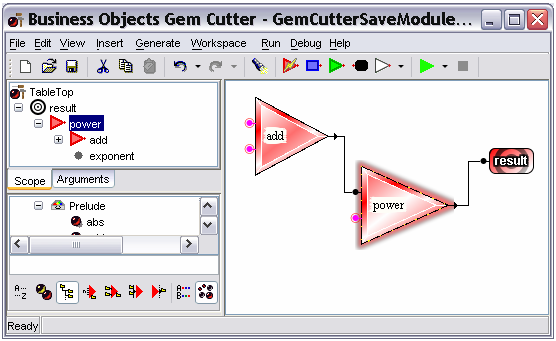 Business Objects Gem Cutter - GemCutterSaveModule...
File Edit View Insert Generate Workspace Run Debug Help
TableTop
result
power
add
exponent
Scope Arguments
Prelude
abs
A... ...Z
A... B...
add
power
result
Ready